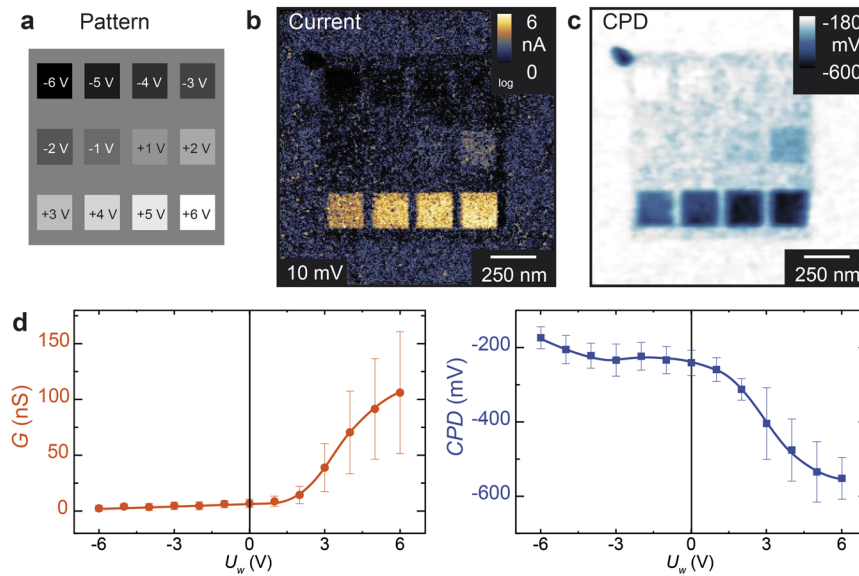 a Pattern
-6 V -5 V -4 V -3 V
-2 V -1 V +1 V +2 V
+3 V +4 V +5 V +6 V
b Current
6
nA
0
log
10 mV
250 nm
c CPD
-180
mV
-600
250 nm
d
150
100
50
0
G (nS)
-6 -3 0 3 6
U_w (V)
-200
-400
-600
CPD (mV)
-6 -3 0 3 6
U_w (V)